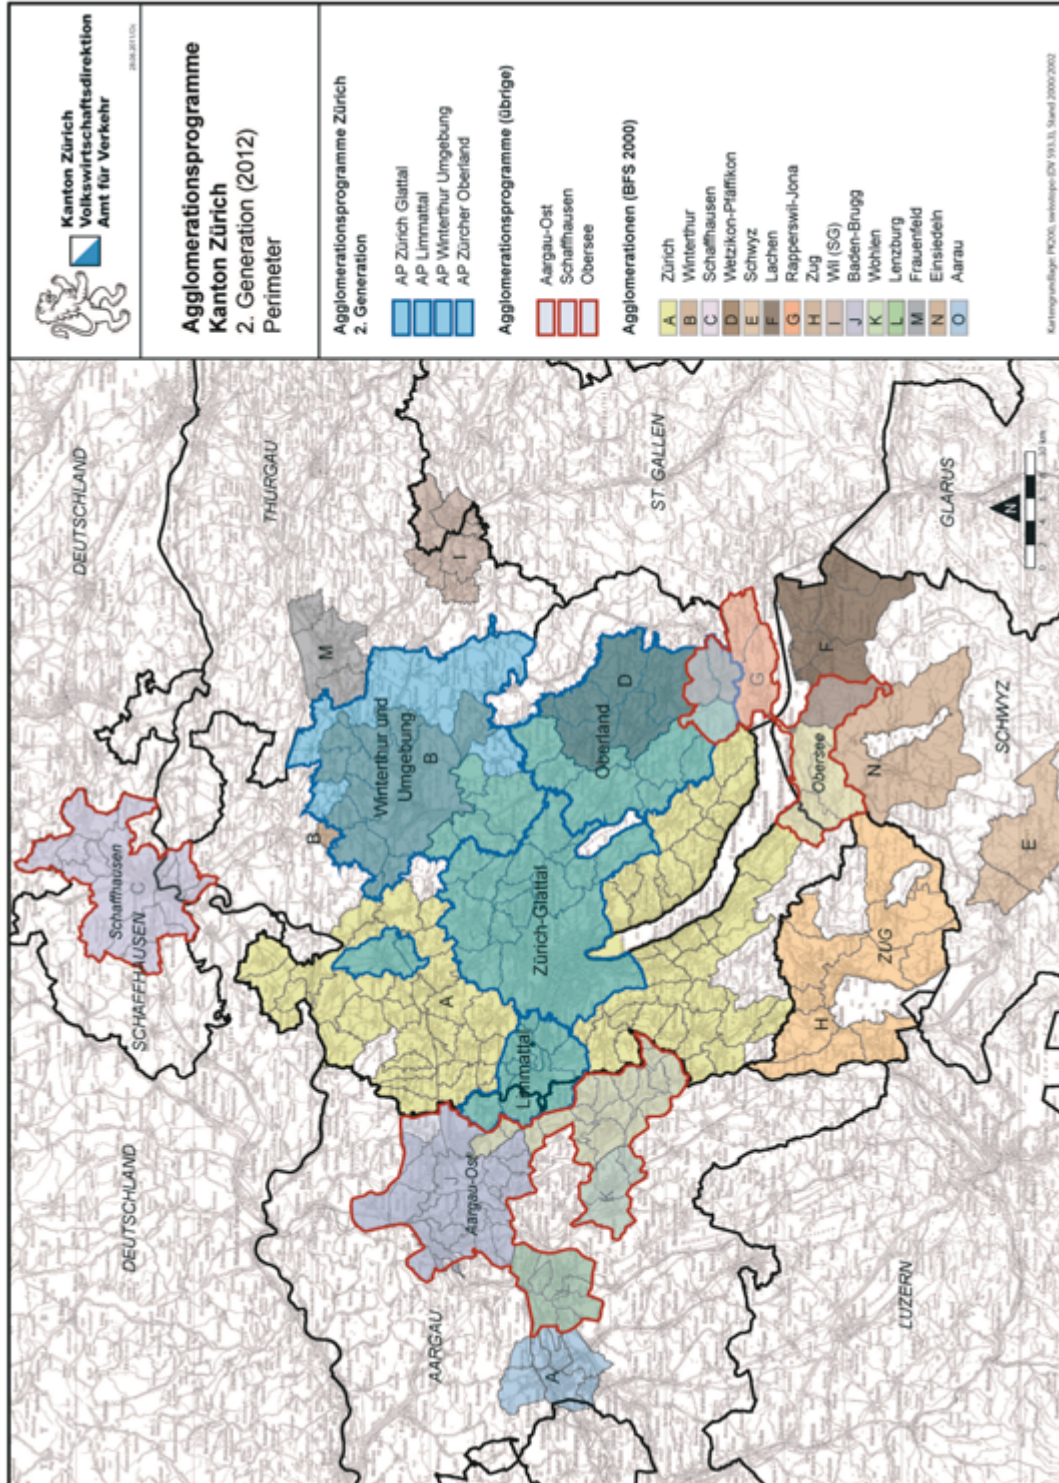 Kanton Zürich
Volkswirtschaftsdirektion
Amt für Verkehr
Agglomerationsprogramme
Kanton Zürich
2. Generation (2012)
Perimeter
Agglomerationsprogramme Zürich
2. Generation
AP Zürich Glattal
AP Limmattal
AP Winterthur Umgebung
AP Zürcher Oberland
Agglomerationsprogramme (übrige)
Aargau-Ost
Schaffhausen
Obersee
Agglomerationen (BFS 2000)
A Zürich
B Winterthur
C Schaffhausen
D Wetzikon-Pfäffikon
E Schwyz
F Lachen
G Rapperswil-Jona
H Zug
I Wil (SG)
J Baden-Brugg
K Wohlen
L Lenzburg
M Frauenfeld
N Einsiedeln
O Aarau
DEUTSCHLAND
DEUTSCHLAND
SCHAFFHAUSEN
Schaffhausen
C
THURGAU
M
I
B
Winterthur und
Umgebung
B
A
Zürich-Glattal
Oberland
D
ST. GALLEN
Limmattal
J
Aargau-Ost
AARGAU
A
K
G
F
Obersee
N
SCHWYZ
E
ZUG
H
LUZERN
GLARUS
N
10 km